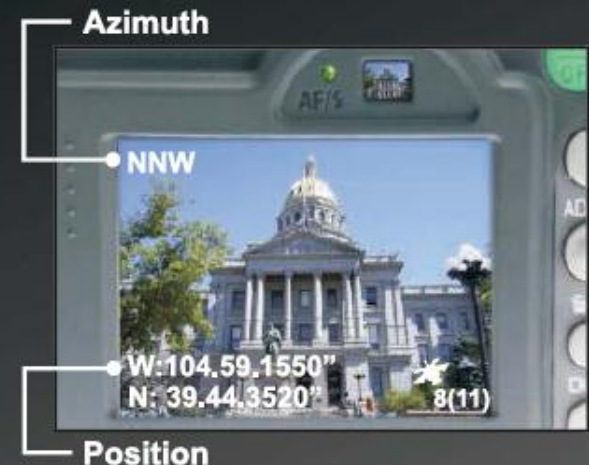 Azimuth
AF/S
NNW
W:104.59.1550”
N: 39.44.3520”
8(11)
Position